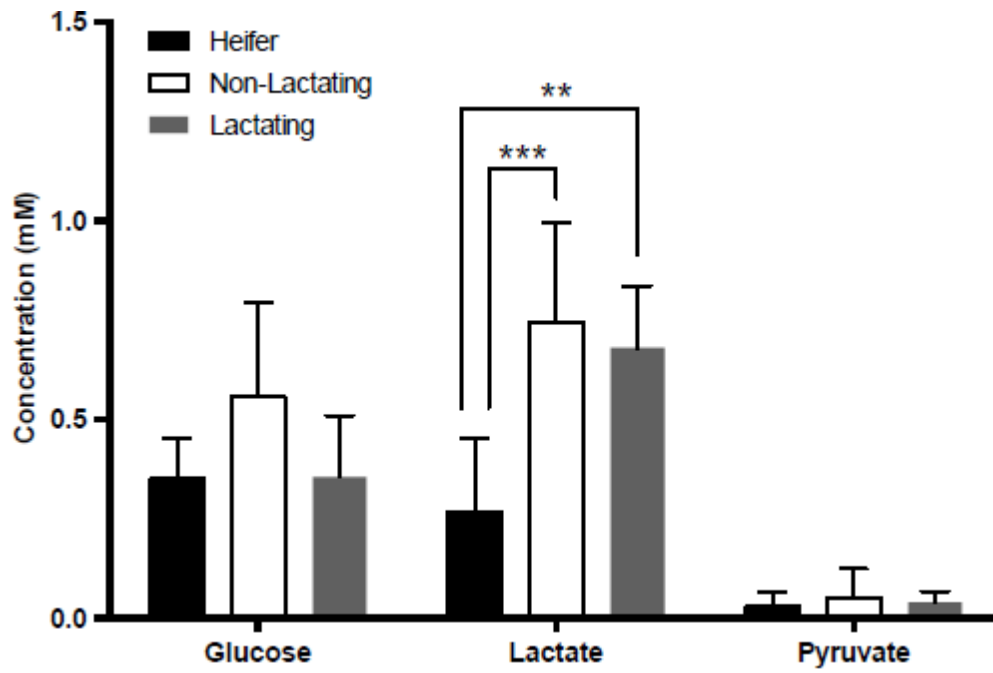 1.5
Heifer
Non-Lactating
Lactating
**
***
1.0
0.5
0.0
Concentration (mM)
Glucose Lactate Pyruvate